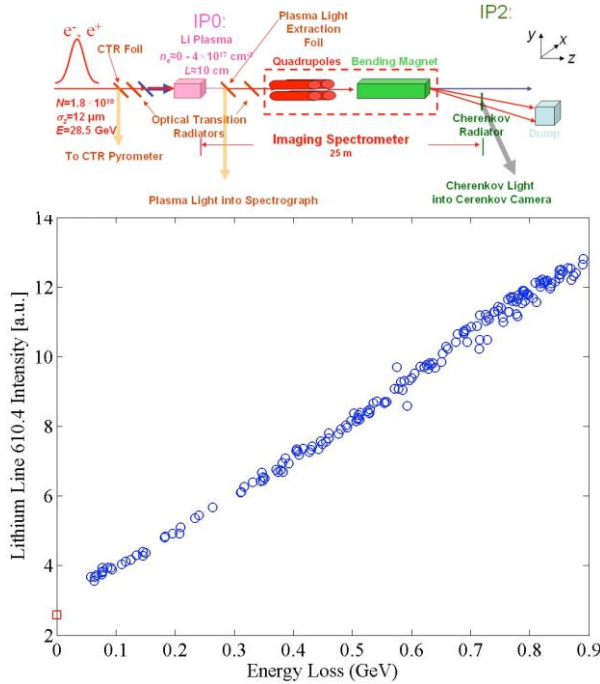 e-, e+
IP0:
IP2:
CTR Foil
Li Plasma
nₑ≈0 - 4×10¹⁷ cm⁻³
L≈10 cm
Plasma Light
Extraction
Foil
Quadrupoles
Bending Magnet
y
x
z
N=1.8 × 10¹⁰
σz=12 μm
E=28.5 GeV
Optical Transition
Radiators
Imaging Spectrometer
25 m
Cherenkov
Radiator
Dump
To CTR Pyrometer
Plasma Light into Spectrograph
Cherenkov Light
into Cerenkov Camera
Lithium Line 610.4 Intensity [a.u.]
14
12
10
8
6
4
2
0
0.1
0.2
0.3
0.4
0.5
0.6
0.7
0.8
0.9
Energy Loss (GeV)